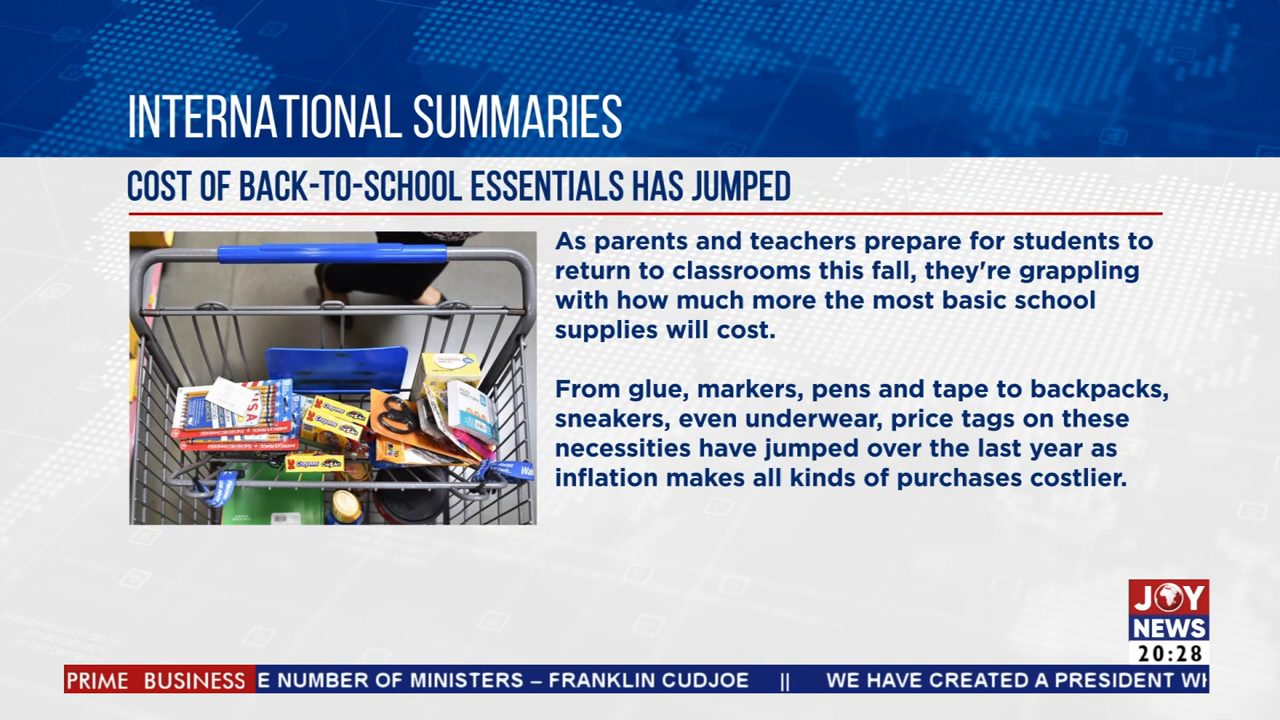 INTERNATIONAL SUMMARIES
COST OF BACK-TO-SCHOOL ESSENTIALS HAS JUMPED
As parents and teachers prepare for students to
return to classrooms this fall, they're grappling
with how much more the most basic school
supplies will cost.
From glue, markers, pens and tape to backpacks,
sneakers, even underwear, price tags on these
necessities have jumped over the last year as
inflation makes all kinds of purchases costlier.
USA
Crayons
Crayons
Crayons
JOY
NEWS
20:28
PRIME BUSINESS E NUMBER OF MINISTERS – FRANKLIN CUDJOE || WE HAVE CREATED A PRESIDENT WH